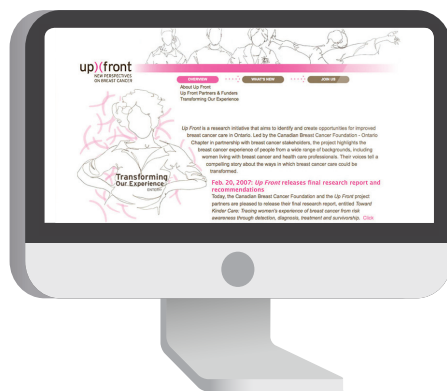 up)(front
NEW PERSPECTIVES
ON BREAST CANCER
OVERVIEW
WHAT'S NEW
JOIN US
About Up Front
Up Front Partners & Funders
Transforming Our Experience
Transforming
Our Experience
Up Front is a research initiative that aims to identify and create opportunities for improved
breast cancer care in Ontario. Led by the Canadian Breast Cancer Foundation - Ontario
Chapter in partnership with breast cancer stakeholders, the project highlights the
breast cancer experience of people from a wide range of backgrounds, including
women living with breast cancer and health care professionals. Their voices tell a
compelling story about the ways in which breast cancer care could be
transformed.
Feb. 20, 2007: Up Front releases final research report and
recommendations
Today, the Canadian Breast Cancer Foundation and the Up Front project
partners are pleased to release their final research report, entitled Toward
Kinder Care: Tracing women's experience of breast cancer from risk
awareness through detection, diagnosis, treatment and survivorship. Click